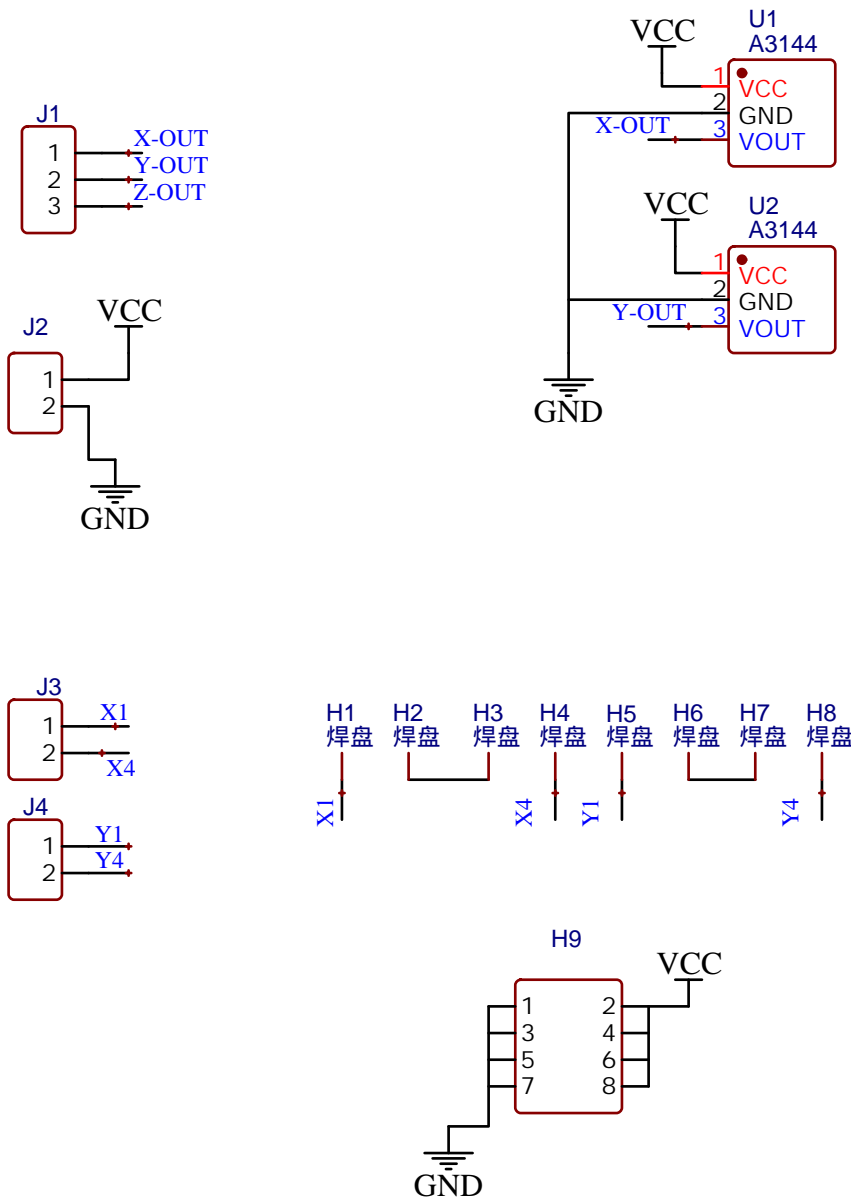 J1
1
X-OUT
2
Y-OUT
3
Z-OUT
VCC
U1
A3144
1
VCC
2
GND
X-OUT
3
VOUT
VCC
U2
A3144
1
VCC
2
GND
Y-OUT
3
VOUT
GND
J2
VCC
1
2
GND
J3
1
X1
2
X4
J4
1
Y1
2
Y4
H1 H2 H3 H4 H5 H6 H7 H8
焊盘 焊盘 焊盘 焊盘 焊盘 焊盘 焊盘 焊盘
X1 X4 Y1 Y4
H9
VCC
1 2
3 4
5 6
7 8
GND